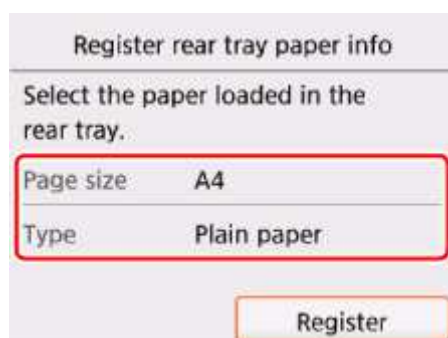 Register rear tray paper info
Select the paper loaded in the
rear tray.
Page size A4
Type Plain paper
Register